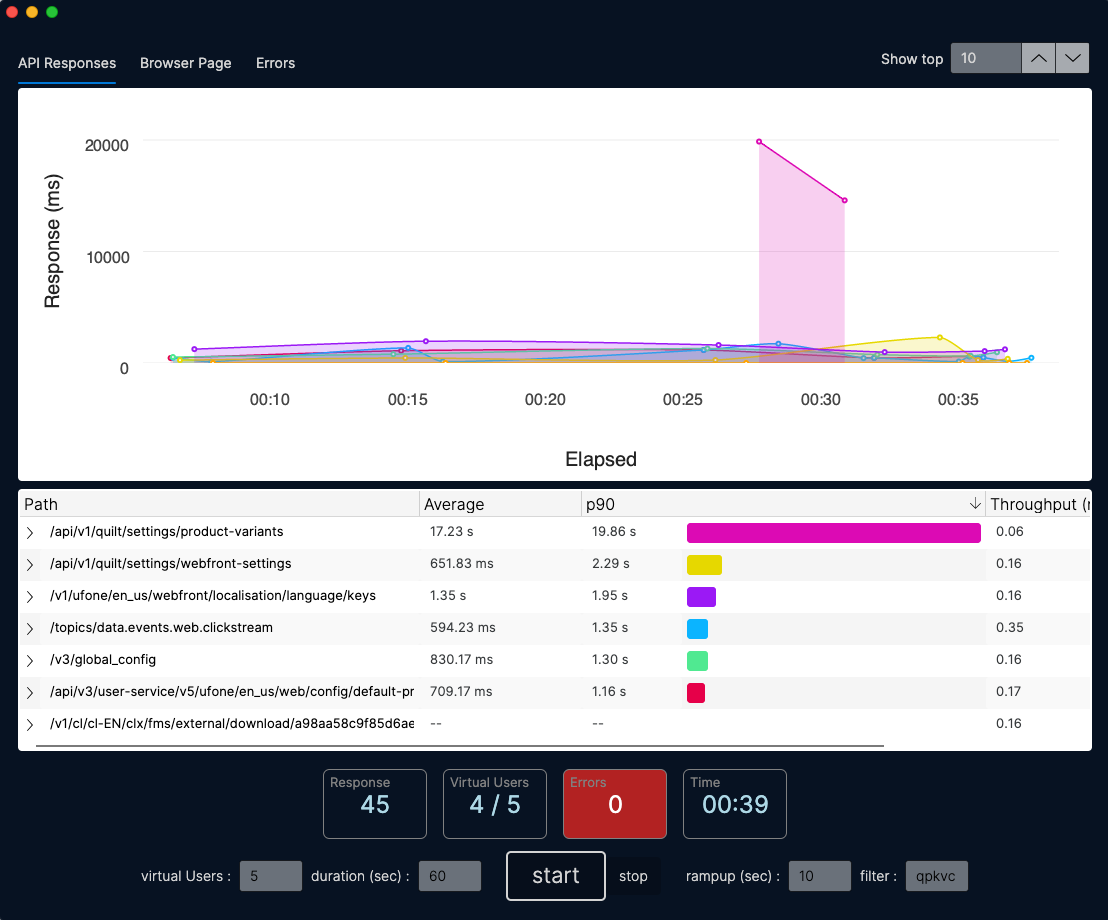 API Responses Browser Page Errors Show top 10
20000
10000
0
Response (ms)
00:10 00:15 00:20 00:25 00:30 00:35
Elapsed
Path Average p90 Throughput (r
/api/v1/quilt/settings/product-variants 17.23 s 19.86 s 0.06
/api/v1/quilt/settings/webfront-settings 651.83 ms 2.29 s 0.16
/v1/ufone/en_us/webfront/localisation/language/keys 1.35 s 1.95 s 0.16
/topics/data.events.web.clickstream 594.23 ms 1.35 s 0.35
/v3/global_config 830.17 ms 1.30 s 0.16
/api/v3/user-service/v5/ufone/en_us/web/config/default-pr 709.17 ms 1.16 s 0.17
/v1/cl/cl-EN/clx/fms/external/download/a98aa58c9f85d6ae -- -- 0.16
Response Virtual Users Errors Time
45 4 / 5 0 00:39
virtual Users : 5 duration (sec) : 60 start stop rampup (sec) : 10 filter : qpkvc